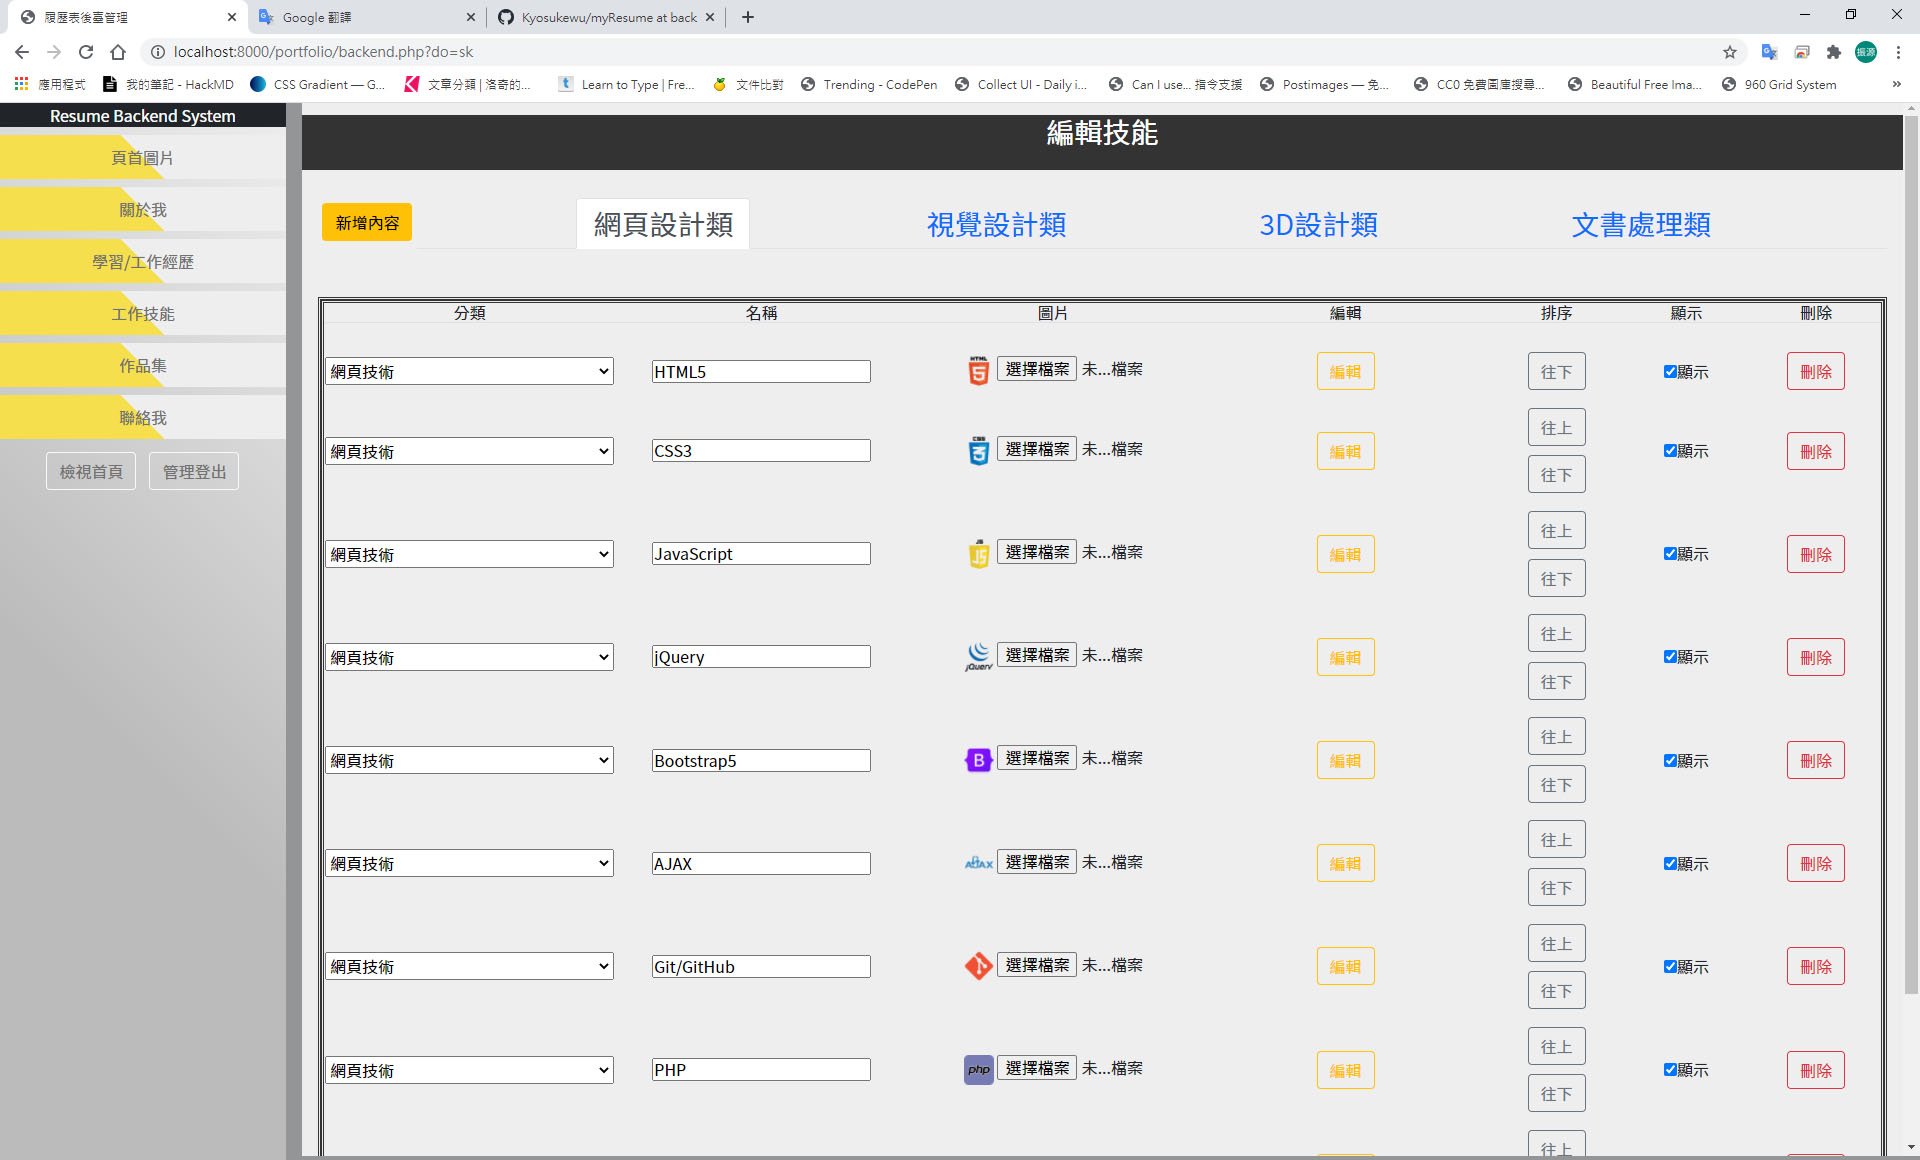 履歷表後臺管理
Google 翻譯
Kyosukewu/myResume at back
localhost:8000/portfolio/backend.php?do=sk
振源
應用程式
我的筆記 - HackMD
CSS Gradient — G...
文章分類 | 洛奇的...
Learn to Type | Fre...
文件比對
Trending - CodePen
Collect UI - Daily i...
Can I use... 指令支援
Postimages — 免...
CC0 免費圖庫搜尋...
Beautiful Free Ima...
960 Grid System
Resume Backend System
頁首圖片
關於我
學習/工作經歷
工作技能
作品集
聯絡我
檢視首頁 管理登出
編輯技能
新增內容 網頁設計類 視覺設計類 3D設計類 文書處理類
分類 名稱 圖片 編輯 排序 顯示 刪除
網頁技術 HTML5 HTML 5 選擇檔案 未...檔案 編輯 往下 顯示 刪除
往上
網頁技術 CSS3 CSS 3 選擇檔案 未...檔案 編輯 顯示 刪除
往下
往上
網頁技術 JavaScript JS JS 選擇檔案 未...檔案 編輯 顯示 刪除
往下
往上
網頁技術 jQuery jQuery 選擇檔案 未...檔案 編輯 顯示 刪除
往下
往上
網頁技術 Bootstrap5 B 選擇檔案 未...檔案 編輯 顯示 刪除
往下
往上
網頁技術 AJAX AJAX 選擇檔案 未...檔案 編輯 顯示 刪除
往下
往上
網頁技術 Git/GitHub 選擇檔案 未...檔案 編輯 顯示 刪除
往下
往上
網頁技術 PHP php 選擇檔案 未...檔案 編輯 顯示 刪除
往下
往上